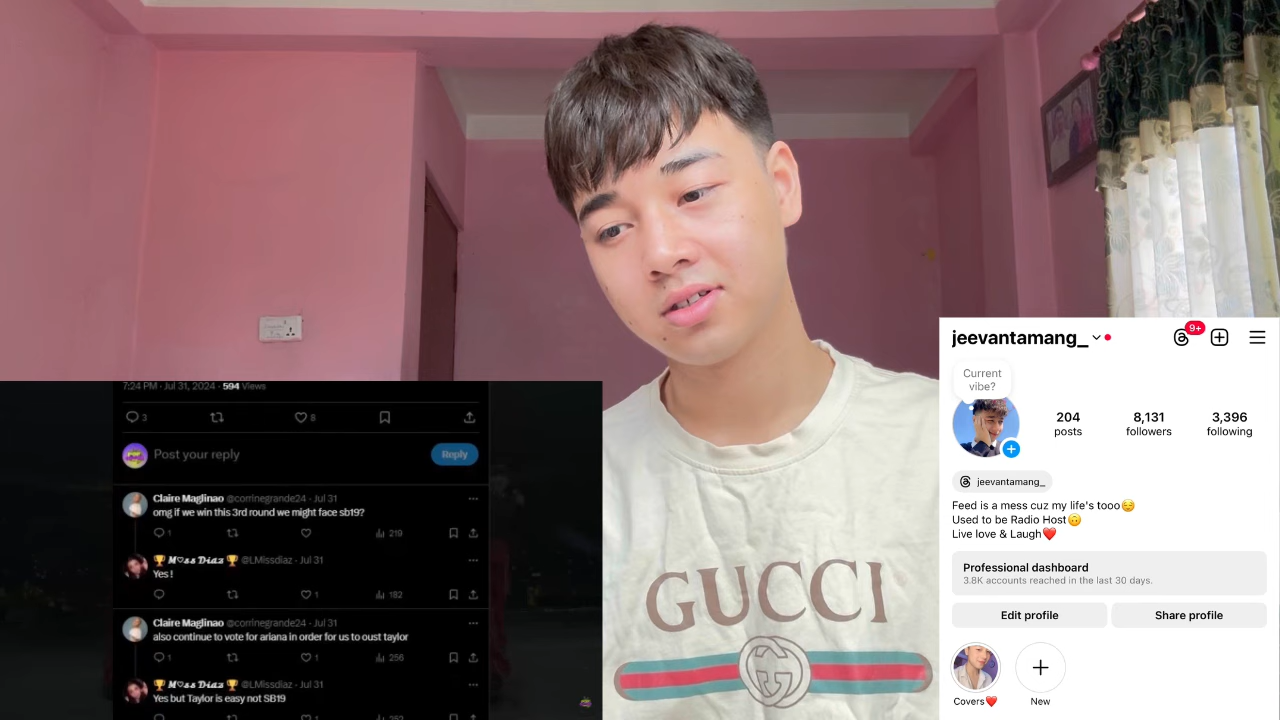 GUCCI
7:24 PM · Jul 31, 2024 · 594 Views
3
8
Post your reply
Reply
Claire Maglinao @corrinegrande24 · Jul 31
omg if we win this 3rd round we might face sb19?
1
219
🏆 M♡ss Diaz 🏆 @LMissdiaz · Jul 31
Yes !
1
182
Claire Maglinao @corrinegrande24 · Jul 31
also continue to vote for ariana in order for us to oust taylor
1
1
256
🏆 M♡ss Diaz 🏆 @LMissdiaz · Jul 31
Yes but Taylor is easy not SB19
jeevantamang_
9+
Current
vibe?
204
posts
8,131
followers
3,396
following
jeevantamang_
Feed is a mess cuz my life's tooo😔
Used to be Radio Host🙃
Live love & Laugh❤️
Professional dashboard
3.8K accounts reached in the last 30 days.
Edit profile
Share profile
Covers❤️
New